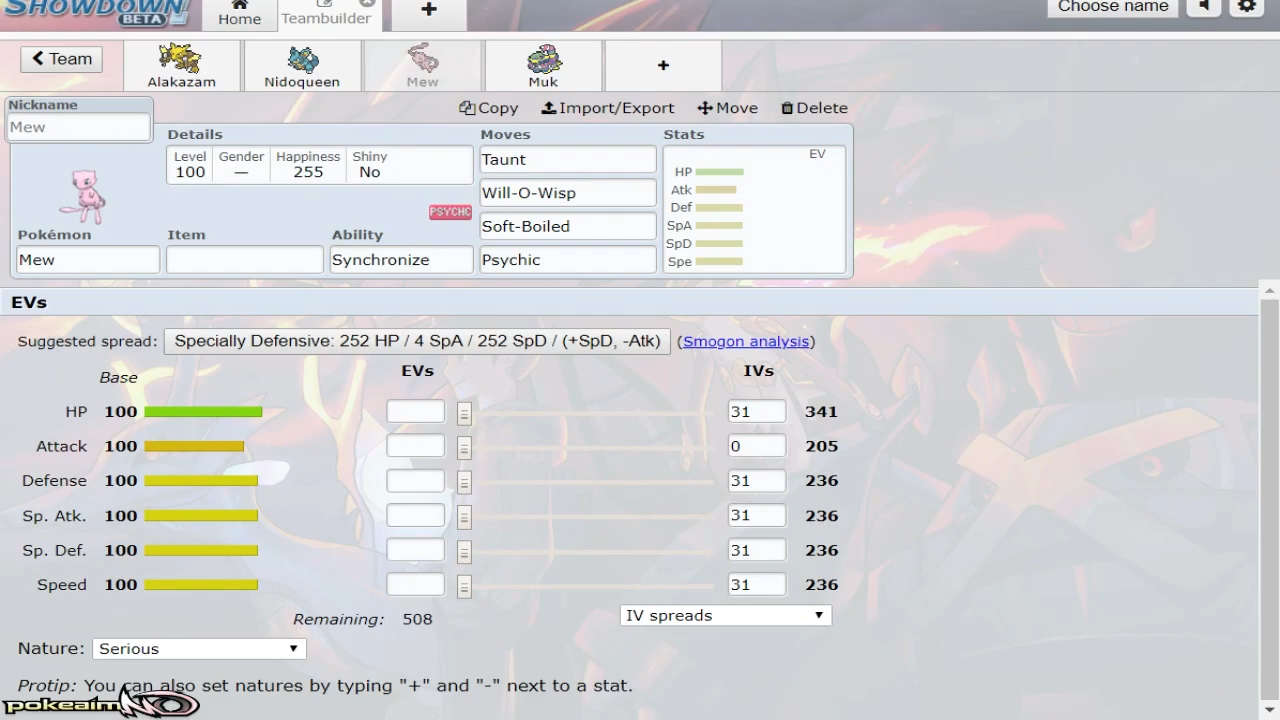 SHOWDOWN
BETA
Home
Teambuilder
+
Choose name
Team
Alakazam
Nidoqueen
Mew
Muk
+
Nickname
Mew
Copy
Import/Export
Move
Delete
Details
Level
100
Gender
—
Happiness
255
Shiny
No
PSYCHC
Pokémon
Mew
Item
Ability
Synchronize
Moves
Taunt
Will-O-Wisp
Soft-Boiled
Psychic
Stats
EV
HP
Atk
Def
SpA
SpD
Spe
EVs
Suggested spread: Specially Defensive: 252 HP / 4 SpA / 252 SpD / (+SpD, -Atk) (Smogon analysis)
Base EVs IVs
HP 100 31 341
Attack 100 0 205
Defense 100 31 236
Sp. Atk. 100 31 236
Sp. Def. 100 31 236
Speed 100 31 236
Remaining: 508 IV spreads
Nature: Serious
Protip: You can also set natures by typing "+" and "-" next to a stat.
pokeaim